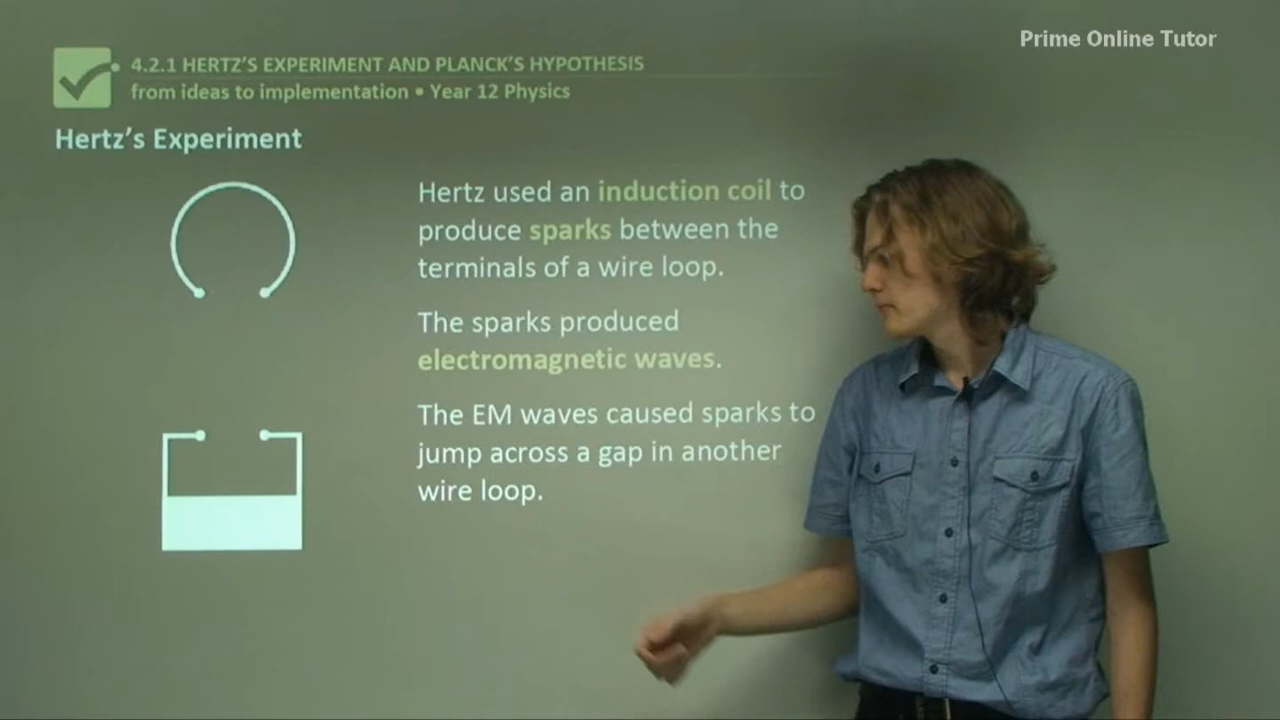 Prime Online Tutor
4.2.1 HERTZ'S EXPERIMENT AND PLANCK'S HYPOTHESIS
from ideas to implementation • Year 12 Physics
Hertz's Experiment
Hertz used an induction coil to
produce sparks between the
terminals of a wire loop.
The sparks produced
electromagnetic waves.
The EM waves caused sparks to
jump across a gap in another
wire loop.